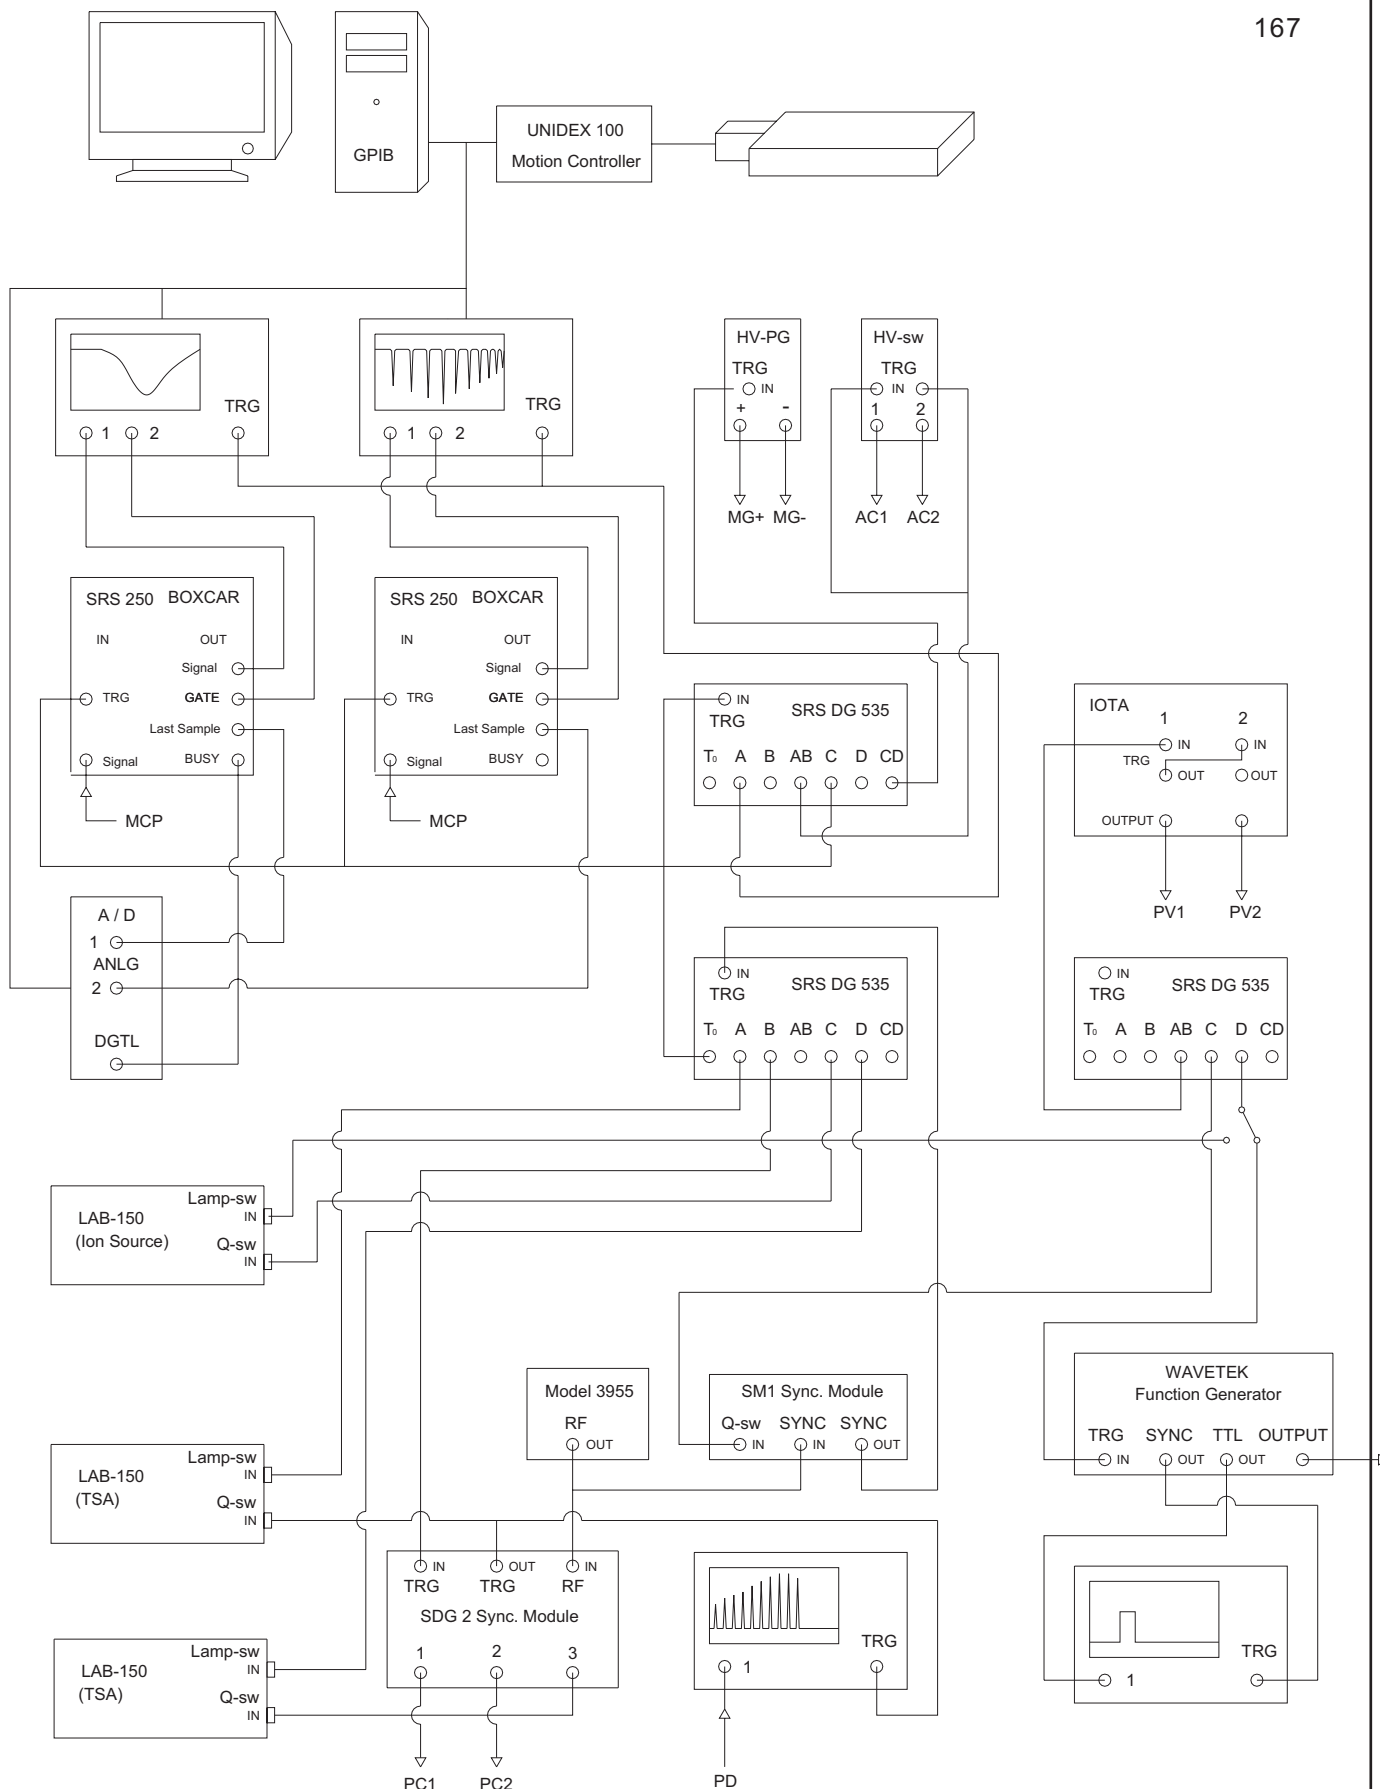 167
GPIB
UNIDEX 100
Motion Controller
TRG
1 2
TRG
1 2
HV-PG
TRG
IN
+ -
MG+ MG-
HV-sw
TRG
IN
1 2
AC1 AC2
SRS 250 BOXCAR
IN OUT
Signal
TRG GATE
Last Sample
Signal BUSY
MCP
SRS 250 BOXCAR
IN OUT
Signal
TRG GATE
Last Sample
Signal BUSY
MCP
IN
TRG
SRS DG 535
T0 A B AB C D CD
IOTA
1 2
IN IN
TRG
OUT OUT
OUTPUT
PV1 PV2
A / D
1
ANLG
2
DGTL
IN
TRG
SRS DG 535
T0 A B AB C D CD
IN
TRG
SRS DG 535
T0 A B AB C D CD
Lamp-sw
IN
LAB-150
(Ion Source)
Q-sw
IN
Model 3955
RF
OUT
SM1 Sync. Module
Q-sw SYNC SYNC
IN IN OUT
WAVETEK
Function Generator
TRG SYNC TTL OUTPUT
IN OUT OUT
Lamp-sw
IN
LAB-150
(TSA)
Q-sw
IN
IN OUT IN
TRG TRG RF
SDG 2 Sync. Module
1 2 3
PC1 PC2
TRG
1
PD
TRG
1
Lamp-sw
IN
LAB-150
(TSA)
Q-sw
IN